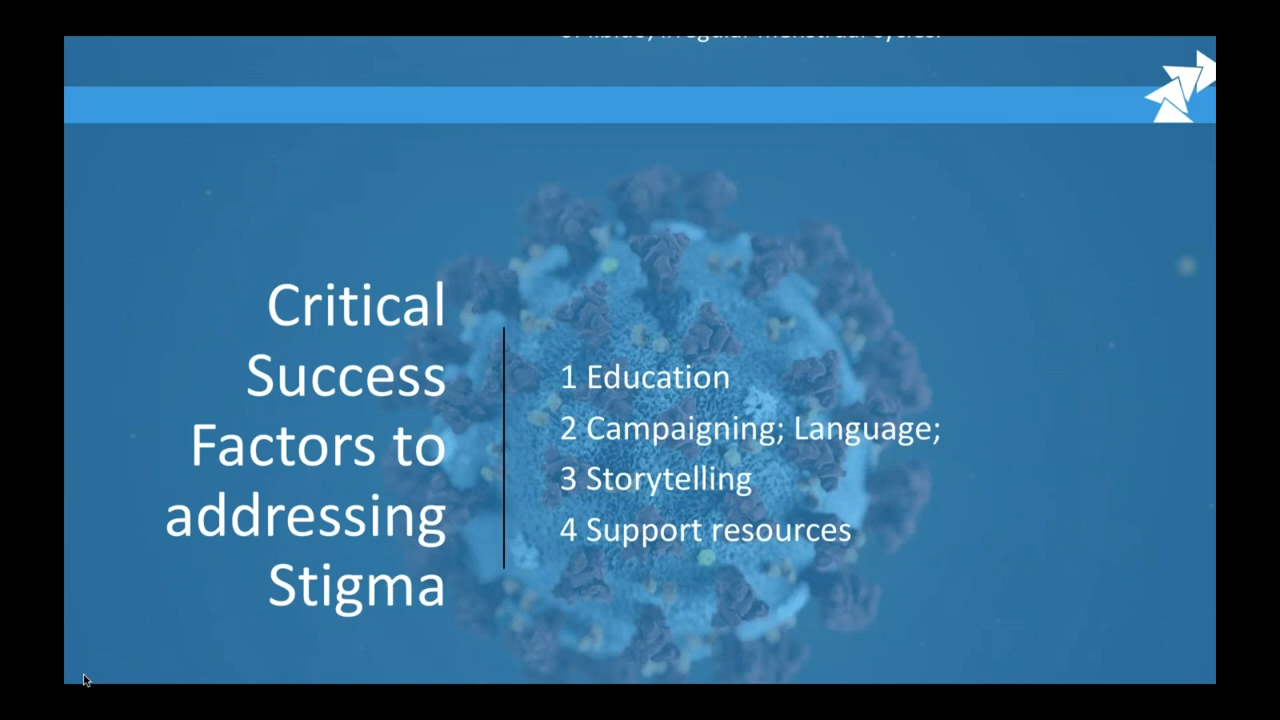 Critical
Success
Factors to
addressing
Stigma
1 Education
2 Campaigning; Language;
3 Storytelling
4 Support resources